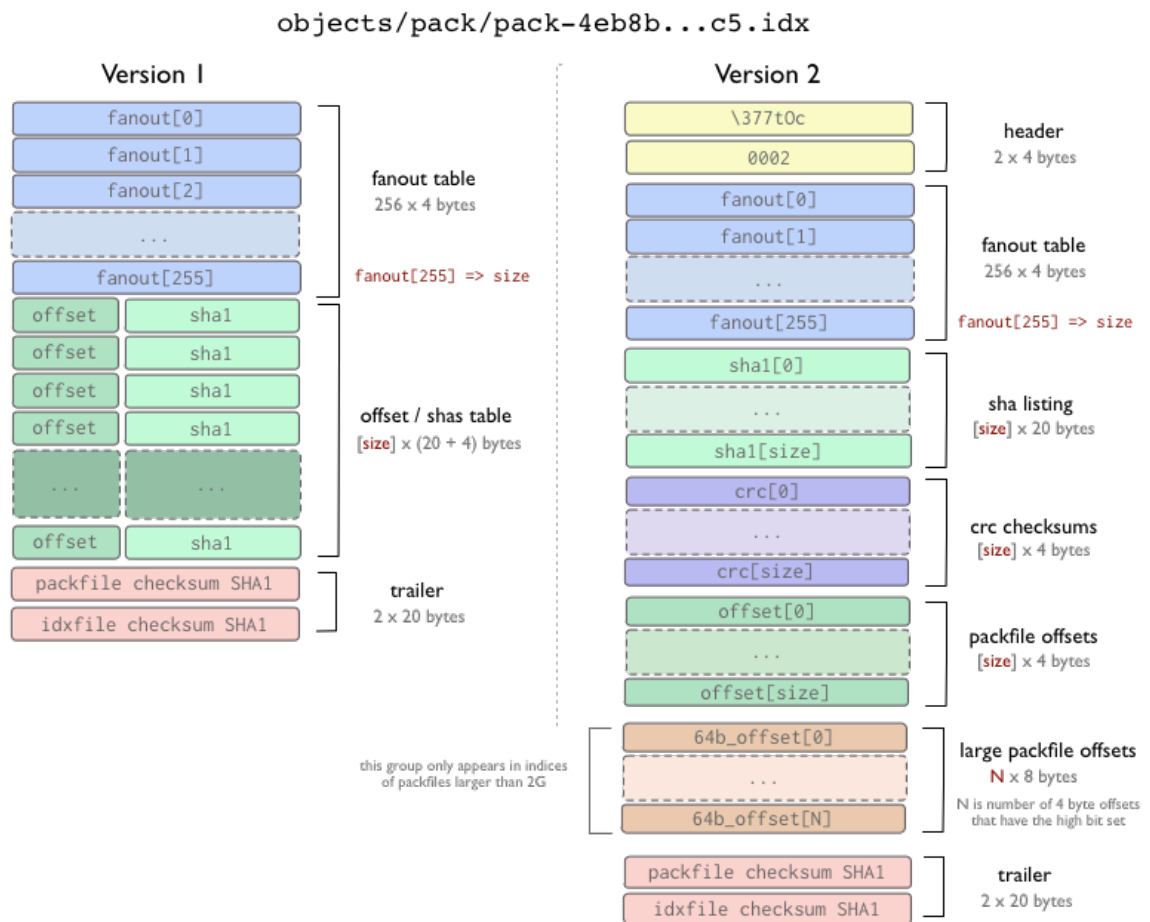 objects/pack/pack-4eb8b...c5.idx
Version 1
fanout[0]
fanout[1]
fanout[2]
...
fanout[255]
fanout table
256 x 4 bytes
fanout[255] => size
offset sha1
offset sha1
offset sha1
offset sha1
... ...
offset sha1
offset / shas table
[size] x (20 + 4) bytes
packfile checksum SHA1
idxfile checksum SHA1
trailer
2 x 20 bytes
Version 2
\377tOc
0002
header
2 x 4 bytes
fanout[0]
fanout[1]
...
fanout[255]
fanout table
256 x 4 bytes
fanout[255] => size
sha1[0]
...
sha1[size]
sha listing
[size] x 20 bytes
crc[0]
...
crc[size]
crc checksums
[size] x 4 bytes
offset[0]
...
offset[size]
packfile offsets
[size] x 4 bytes
this group only appears in indices
of packfiles larger than 2G
64b_offset[0]
...
64b_offset[N]
large packfile offsets
N x 8 bytes
N is number of 4 byte offsets
that have the high bit set
packfile checksum SHA1
idxfile checksum SHA1
trailer
2 x 20 bytes